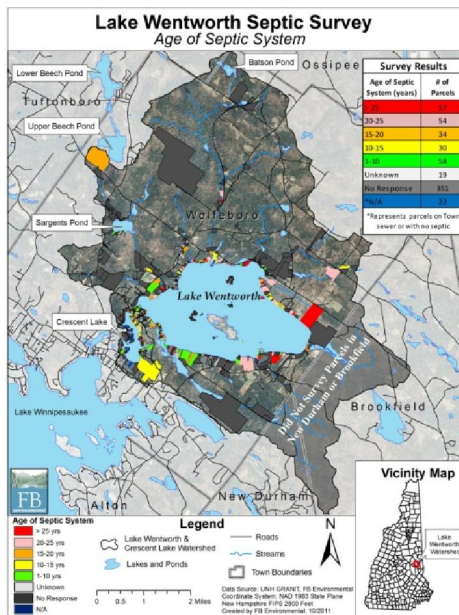 Lake Wentworth Septic Survey
Age of Septic System
Ossipee
Batson Pond
Lower Beech Pond
Tuftonboro
Upper Beech Pond
Survey Results
Age of Septic System (years)
# of Parcels
> 25 57
20-25 54
15-20 34
10-15 30
1-10 58
Unknown 19
No Response 351
*N/A 33
*Represents parcels on Town sewer or with no septic
Sargents Pond
Wolfeboro
Lake Wentworth
Crescent Lake
Did Not Survey Parcels in
New Durham or Brookfield
Lake Winnipesaukee
Brookfield
FB
Alton
New Durham
Vicinity Map
Lake Wentworth Watershed
Age of Septic System
> 25 yrs
20-25 yrs
15-20 yrs
10-15 yrs
1-10 yrs
Unknown
No Response
N/A
Legend
Lake Wentworth &
Crescent Lake Watershed
Lakes and Ponds
Roads
Streams
Town Boundaries
N
0 0.5 1 2 Miles
Data Source: UNH GRANIT, FB Environmental
Coordinate System: NAD 1983 State Plane
New Hampshire FIPS 2800 Feet
Created by FB Environmental, 10/2011